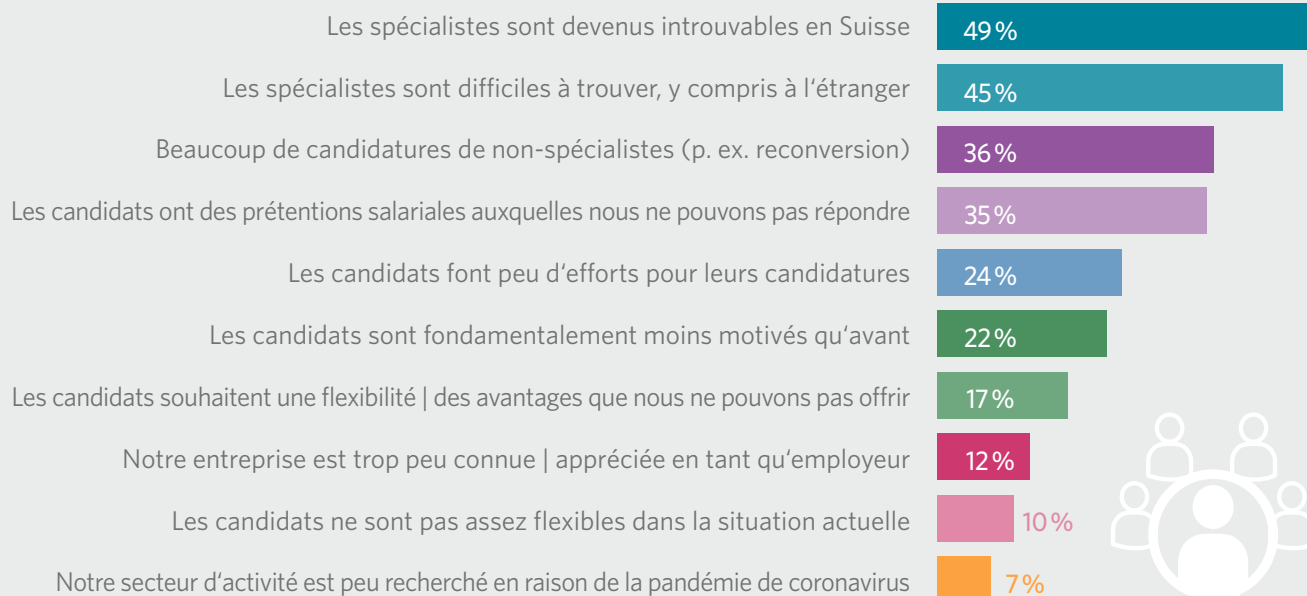 Les spécialistes sont devenus introuvables en Suisse 49 %
Les spécialistes sont difficiles à trouver, y compris à l‘étranger 45 %
Beaucoup de candidatures de non-spécialistes (p. ex. reconversion) 36 %
Les candidats ont des prétentions salariales auxquelles nous ne pouvons pas répondre 35 %
Les candidats font peu d‘efforts pour leurs candidatures 24 %
Les candidats sont fondamentalement moins motivés qu‘avant 22 %
Les candidats souhaitent une flexibilité | des avantages que nous ne pouvons pas offrir 17 %
Notre entreprise est trop peu connue | appréciée en tant qu‘employeur 12 %
Les candidats ne sont pas assez flexibles dans la situation actuelle 10 %
Notre secteur d‘activité est peu recherché en raison de la pandémie de coronavirus 7 %